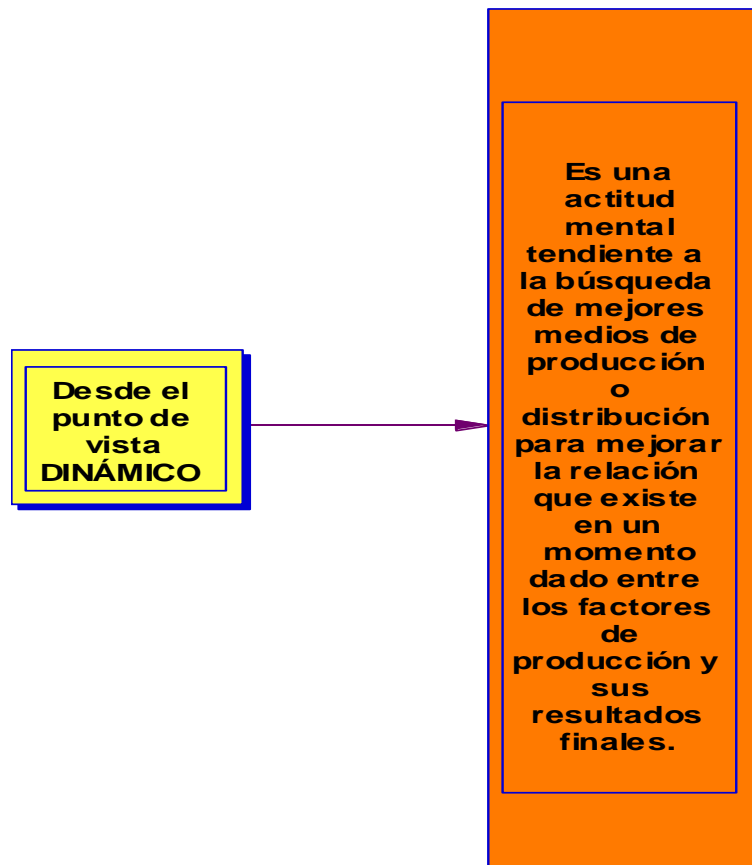 Desde el
punto de
vista
DINÁMICO
Es una
actitud
mental
tendiente a
la búsqueda
de mejores
medios de
producción
o
distribución
para mejorar
la relación
que existe
en un
momento
dado entre
los factores
de
producción y
sus
resultados
finales.